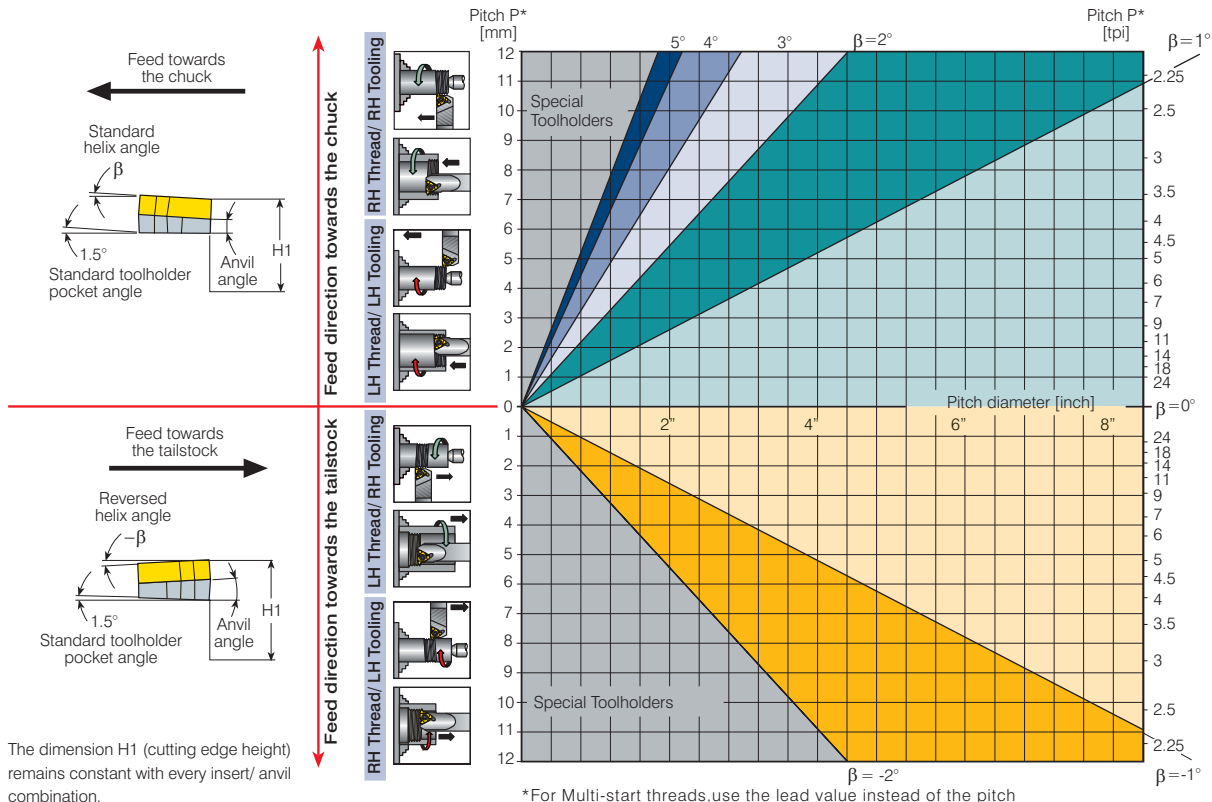 Feed towards
the chuck
Standard
helix angle
β
1.5°
Standard toolholder
pocket angle
Anvil
angle
H1
Feed towards
the tailstock
Reversed
helix angle
-β
1.5°
Standard toolholder
pocket angle
Anvil
angle
H1
The dimension H1 (cutting edge height)
remains constant with every insert/ anvil
combination.
Feed direction towards the chuck
Feed direction towards the tailstock
RH Thread/ RH Tooling
LH Thread/ LH Tooling
LH Thread/ RH Tooling
RH Thread/ LH Tooling
Pitch P*
[mm]
12
11
10
9
8
7
6
5
4
3
2
1
0
1
2
3
4
5
6
7
8
9
10
11
12
5°
4°
3°
β=2°
Special
Toolholders
Pitch diameter [inch]
2"
4"
6"
8"
Special Toolholders
β = -2°
Pitch P*
[tpi]
β=1°
2.25
2.5
3
3.5
4
4.5
5
6
7
9
11
14
18
24
β=0°
24
18
14
11
9
7
6
5
4.5
4
3.5
3
2.5
2.25
β=-1°
*For Multi-start threads,use the lead value instead of the pitch